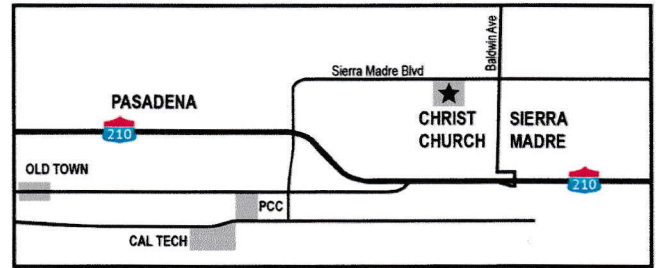 Baldwin Ave
Sierra Madre Blvd
PASADENA
CHRIST
CHURCH
SIERRA
MADRE
210
OLD TOWN
210
PCC
CAL TECH